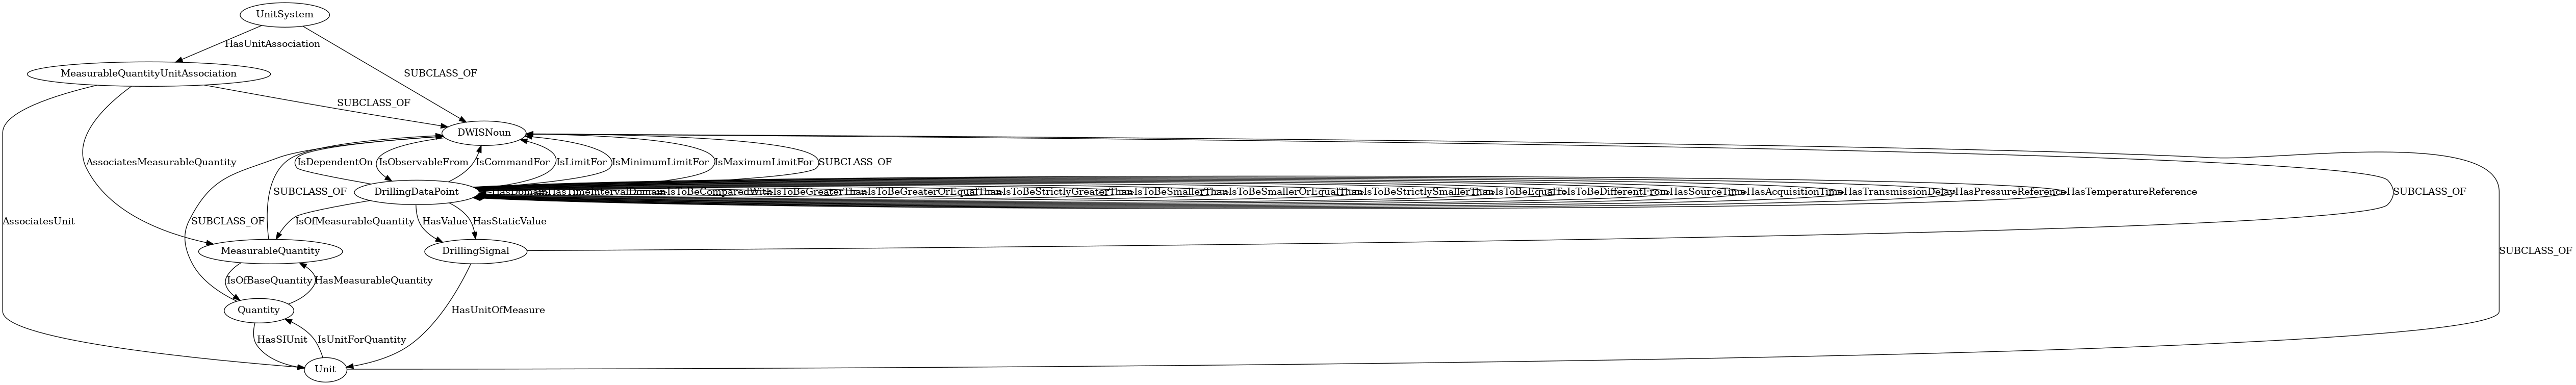 UnitSystem
HasUnitAssociation
MeasurableQuantityUnitAssociation
SUBCLASS_OF
SUBCLASS_OF
DWISNoun
AssociatesMeasurableQuantity
IsDependentOn
IsObservableFrom
IsCommandFor
IsLimitFor
IsMinimumLimitFor
IsMaximumLimitFor
SUBCLASS_OF
SUBCLASS_OF
DrillingDataPoint
HasTimeIntervalDomain
IsToBeComparedWith
IsToBeGreaterThan
IsToBeGreaterOrEqualThan
IsToBeStrictlyGreaterThan
IsToBeSmallerThan
IsToBeSmallerOrEqualThan
IsToBeStrictlySmallerThan
IsToBeEqualTo
IsToBeDifferentFrom
HasSourceTime
HasAcquisitionTime
HasTransmissionDelay
HasPressureReference
HasTemperatureReference
SUBCLASS_OF
AssociatesUnit
SUBCLASS_OF
IsOfMeasurableQuantity
HasValue
HasStaticValue
MeasurableQuantity
DrillingSignal
SUBCLASS_OF
IsOfBaseQuantity
HasMeasurableQuantity
Quantity
HasUnitOfMeasure
HasSIUnit
IsUnitForQuantity
Unit